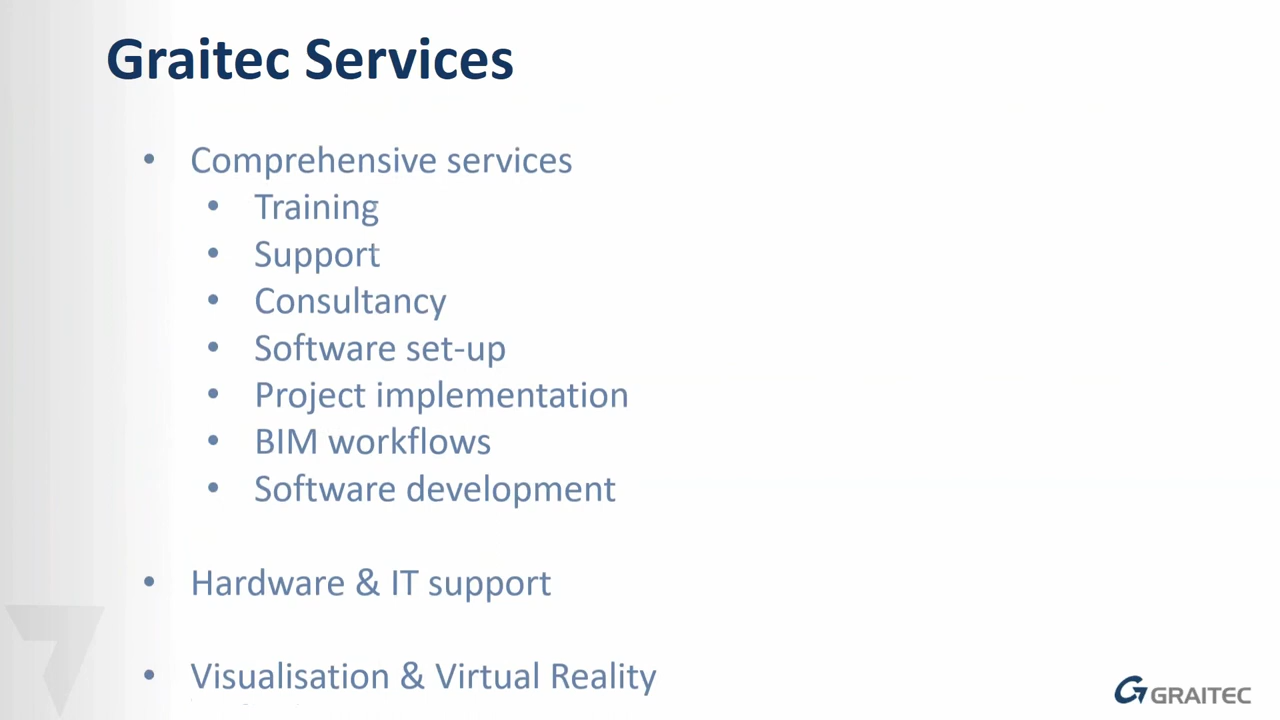 Graitec Services
• Comprehensive services
• Training
• Support
• Consultancy
• Software set-up
• Project implementation
• BIM workflows
• Software development
• Hardware & IT support
• Visualisation & Virtual Reality
GRAITEC